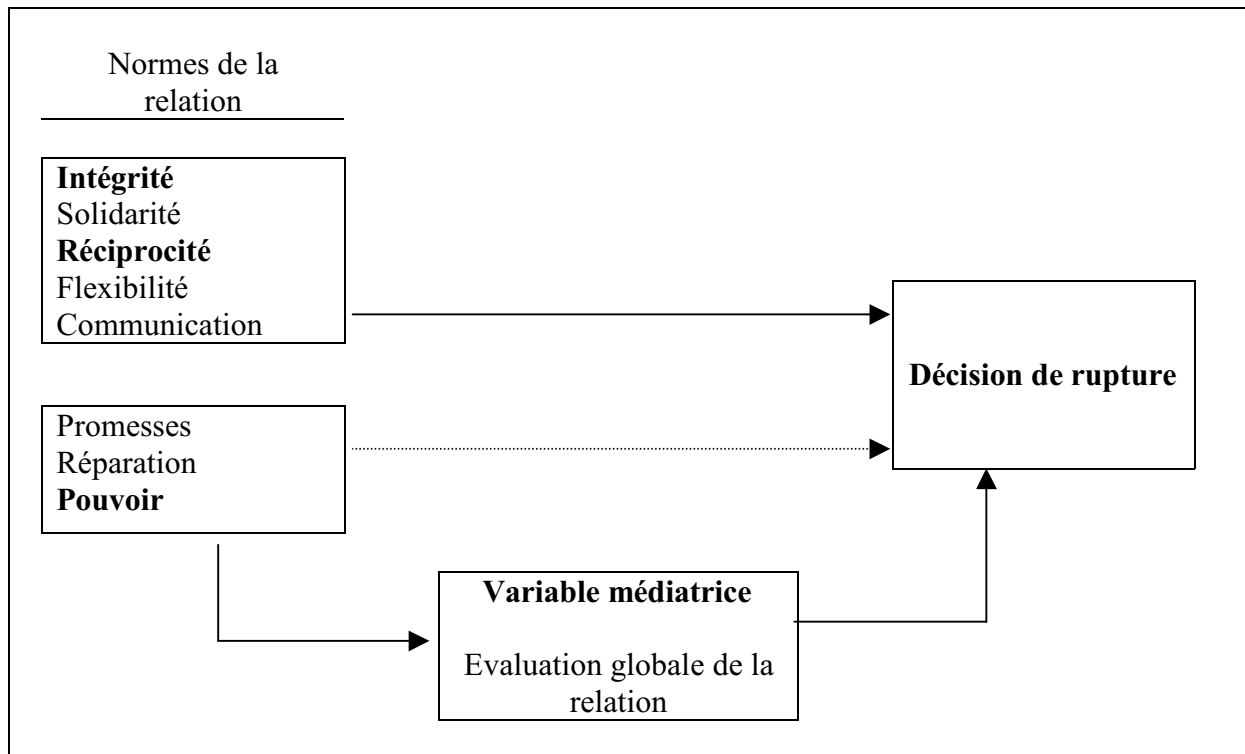 Normes de la
relation
Intégrité
Solidarité
Réciprocité
Flexibilité
Communication
Décision de rupture
Promesses
Réparation
Pouvoir
Variable médiatrice
Evaluation globale de la
relation